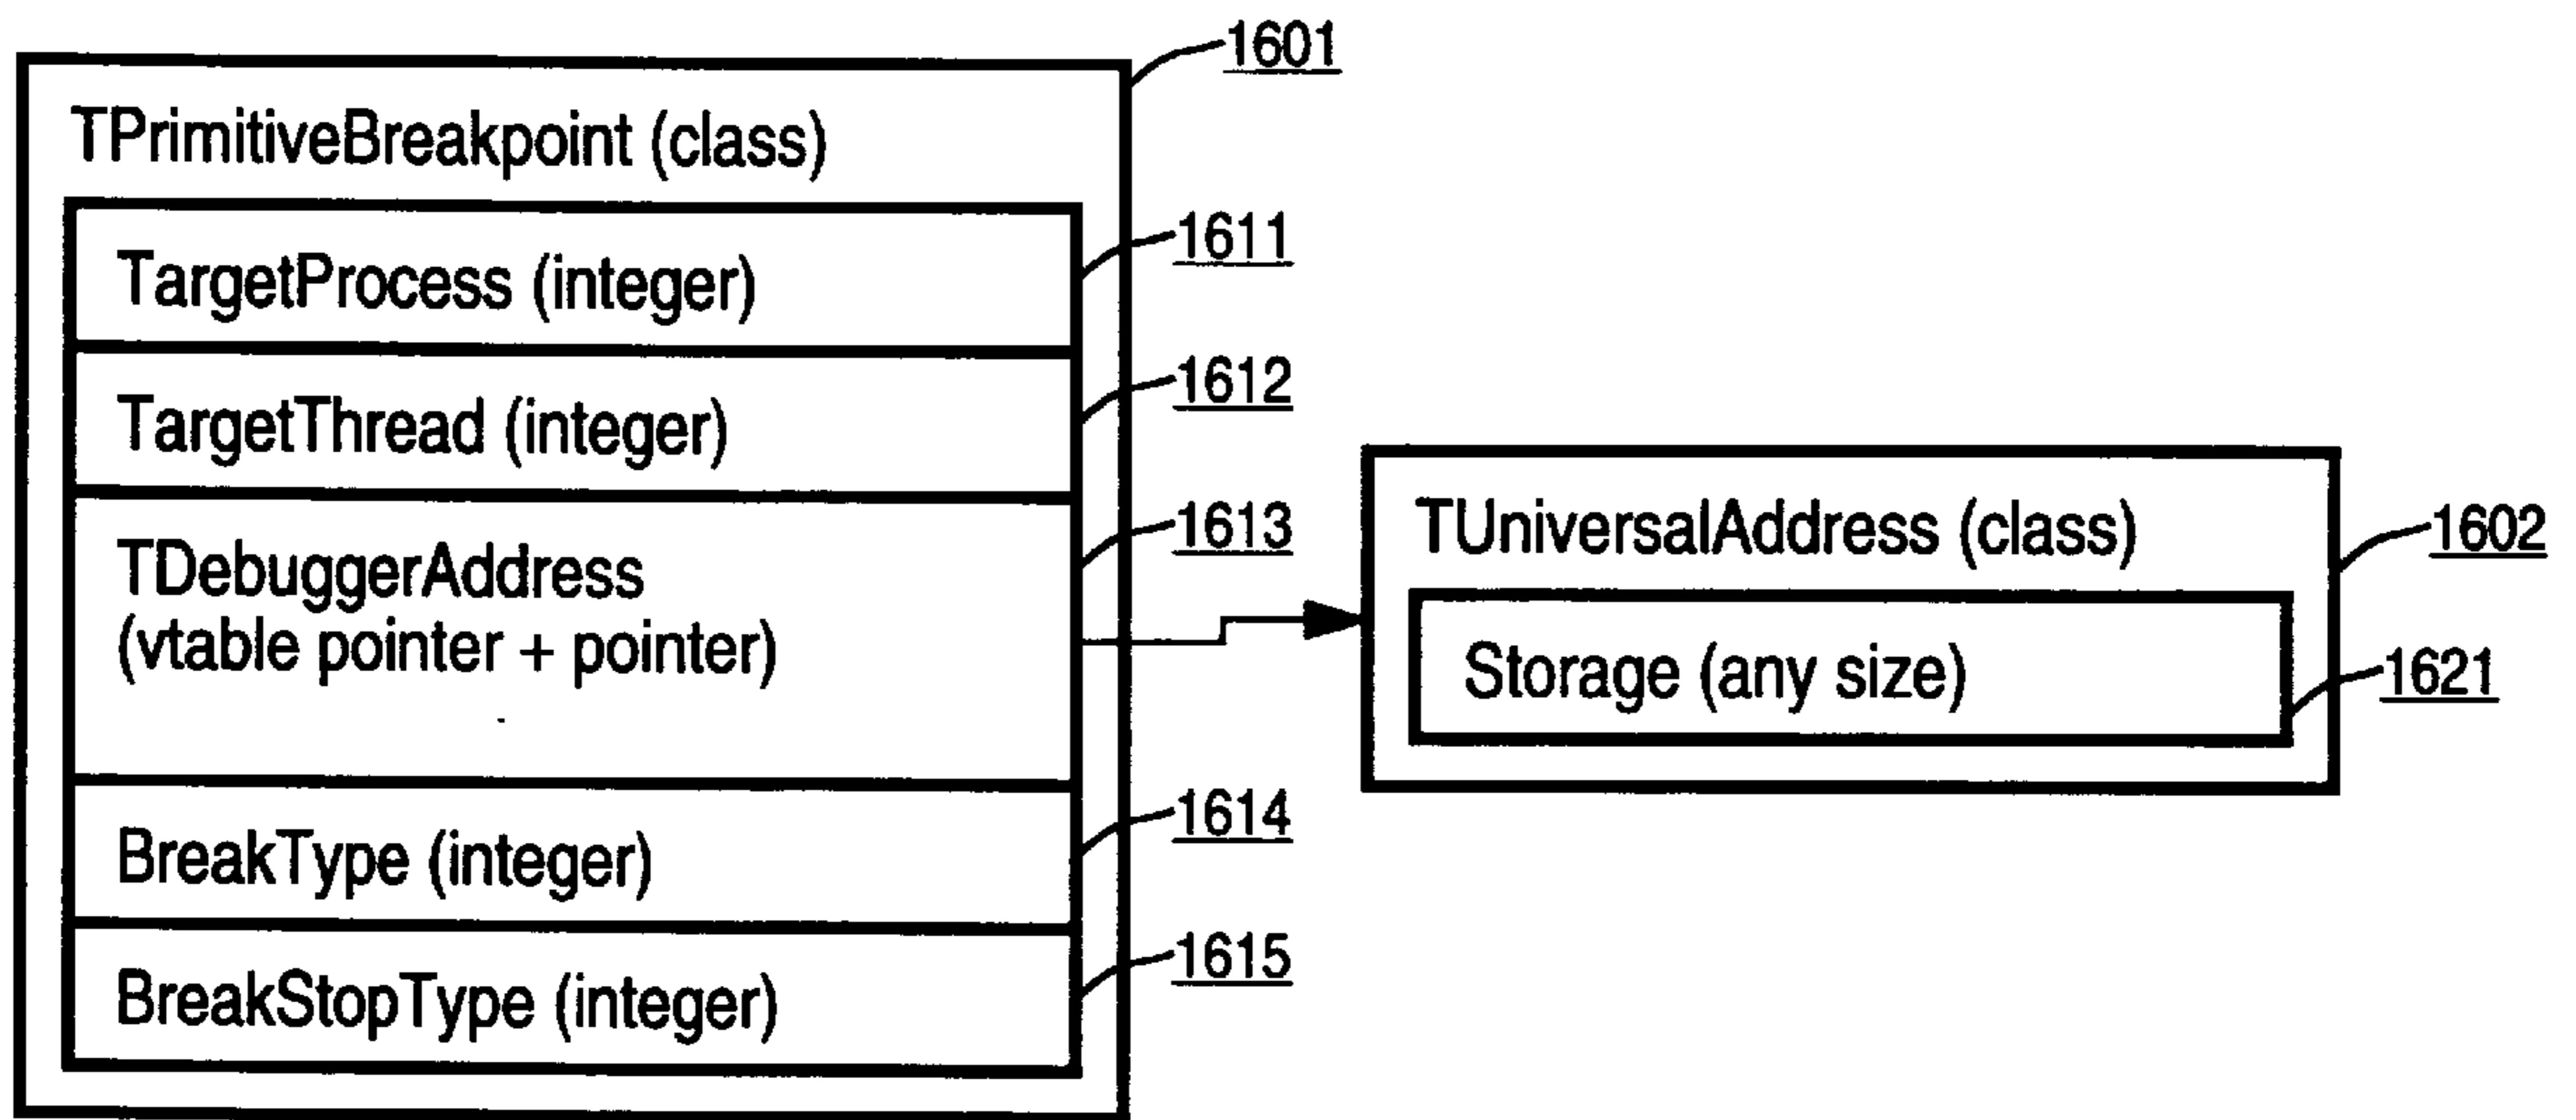 1601
TPrimitiveBreakpoint (class)
1611
TargetProcess (integer)
1612
TargetThread (integer)
1613
TDebuggerAddress
(vtable pointer + pointer)
1614
BreakType (integer)
1615
BreakStopType (integer)
TUniversalAddress (class)
1602
Storage (any size)
1621